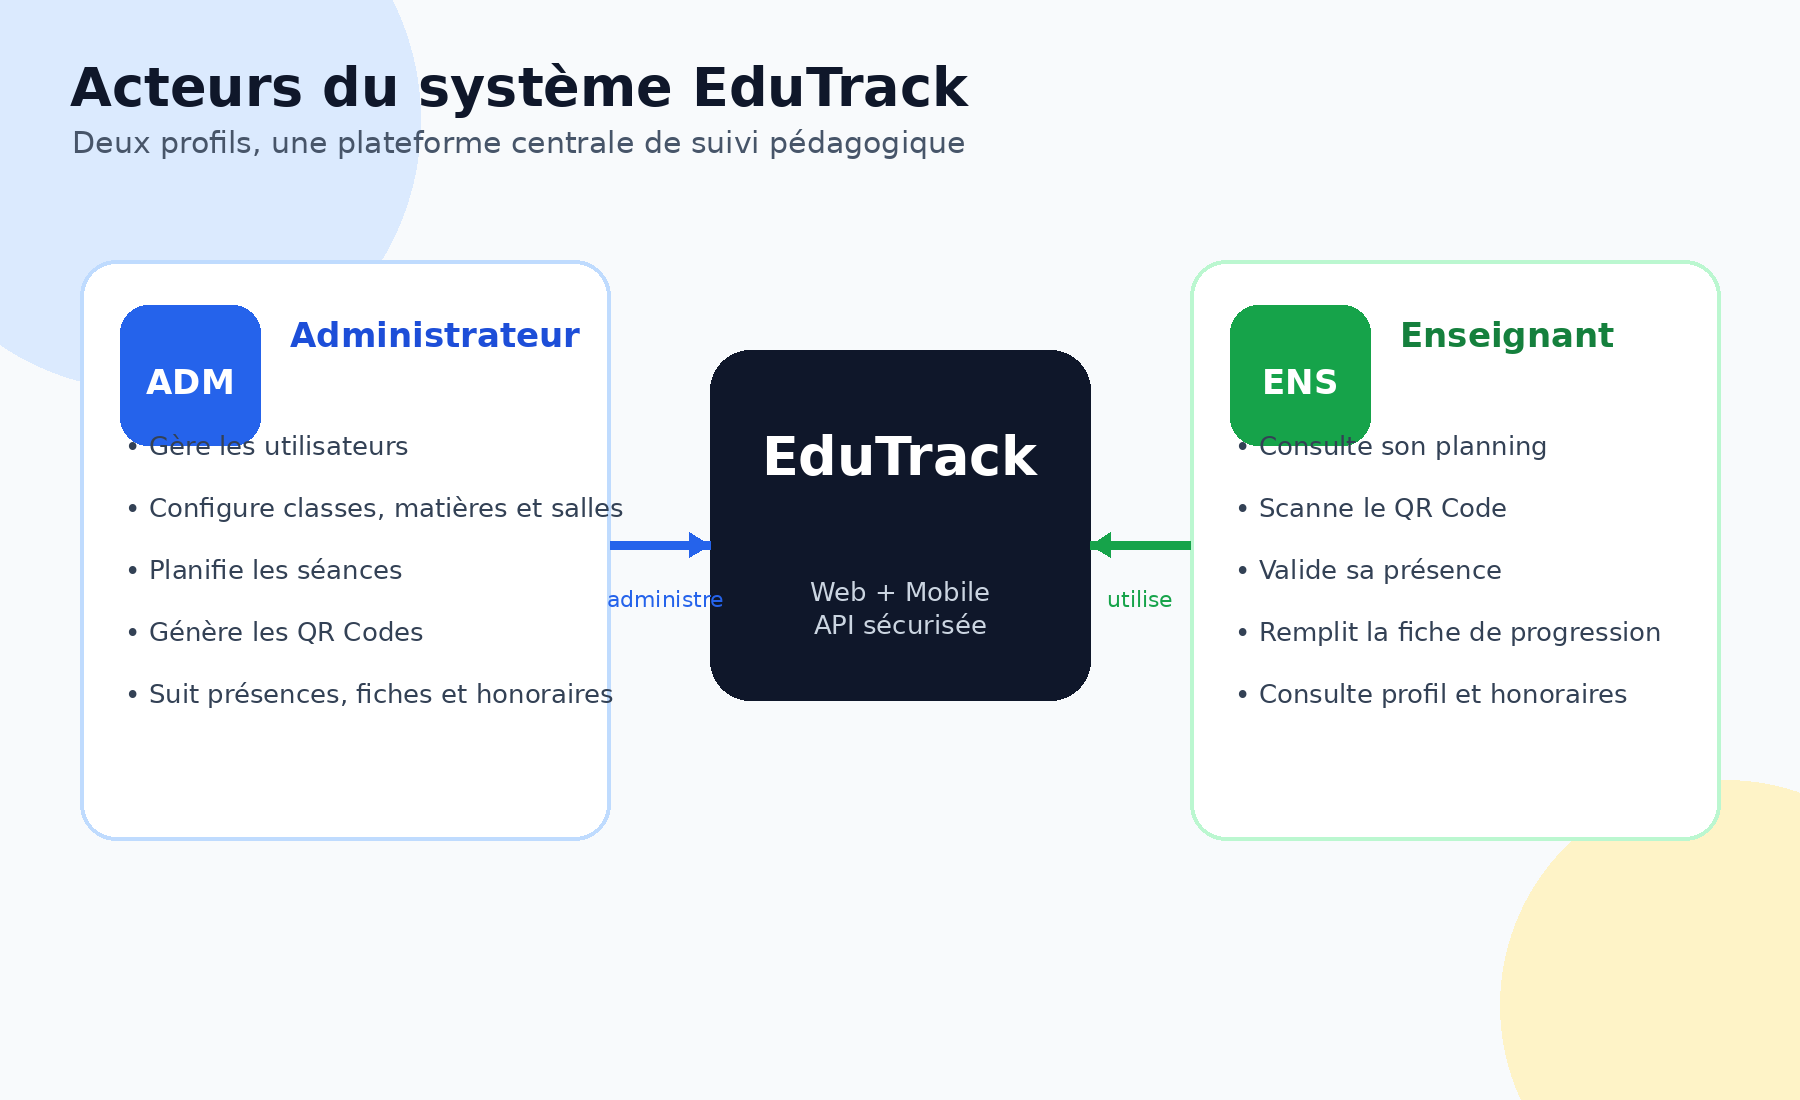 Acteurs du système EduTrack
Deux profils, une plateforme centrale de suivi pédagogique
ADM
Administrateur
• Gère les utilisateurs
• Configure classes, matières et salles
• Planifie les séances
• Génère les QR Codes
• Suit présences, fiches et honoraires
administre
EduTrack
Web + Mobile
API sécurisée
utilise
ENS
Enseignant
• Consulte son planning
• Scanne le QR Code
• Valide sa présence
• Remplit la fiche de progression
• Consulte profil et honoraires